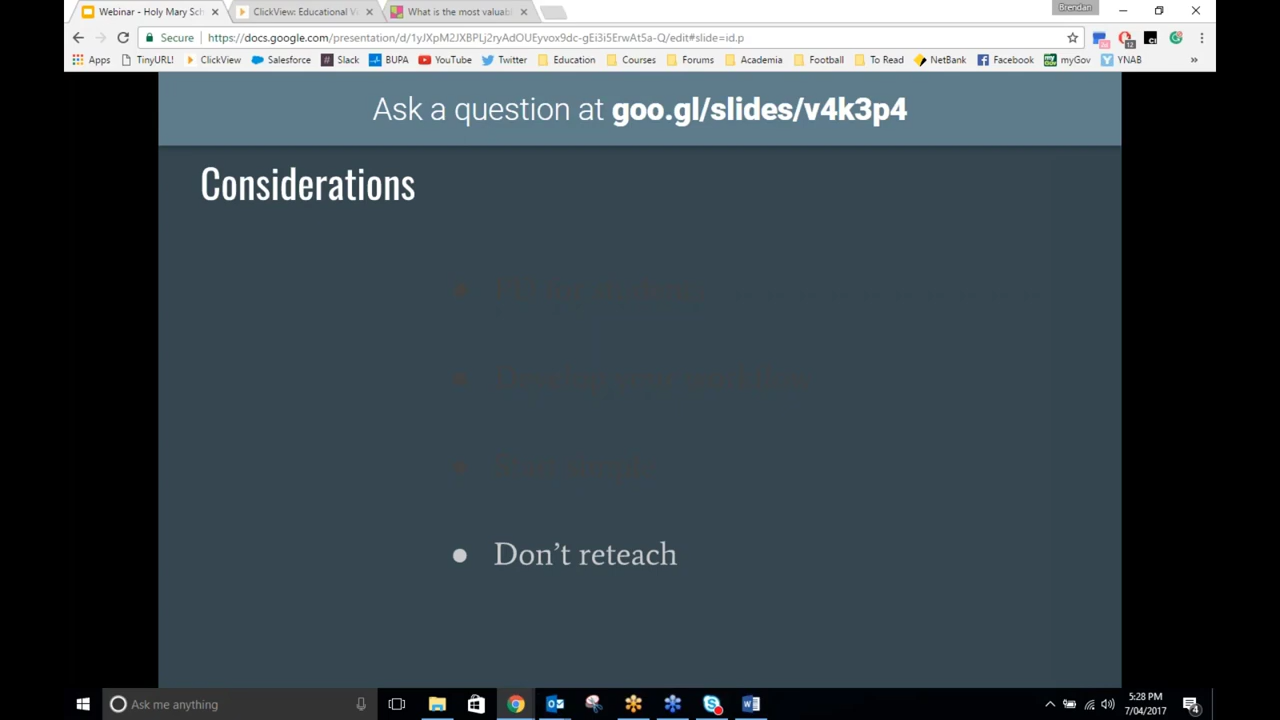 Brendan
Webinar - Holy Mary Sch
ClickView: Educational V
What is the most valuabl
Secure
https://docs.google.com/presentation/d/1yJXpM2JXBPLj2ryAdOUEyvox9dc-gEi3i5ErwAt5a-Q/edit#slide=id.p
12
Apps TinyURL! ClickView Salesforce Slack BUPA YouTube Twitter Education Courses Forums Academia Football To Read NetBank Facebook myGov YNAB »
Ask a question at goo.gl/slides/v4k3p4
Considerations
● Don’t reteach
Ask me anything
5:28 PM
7/04/2017
4